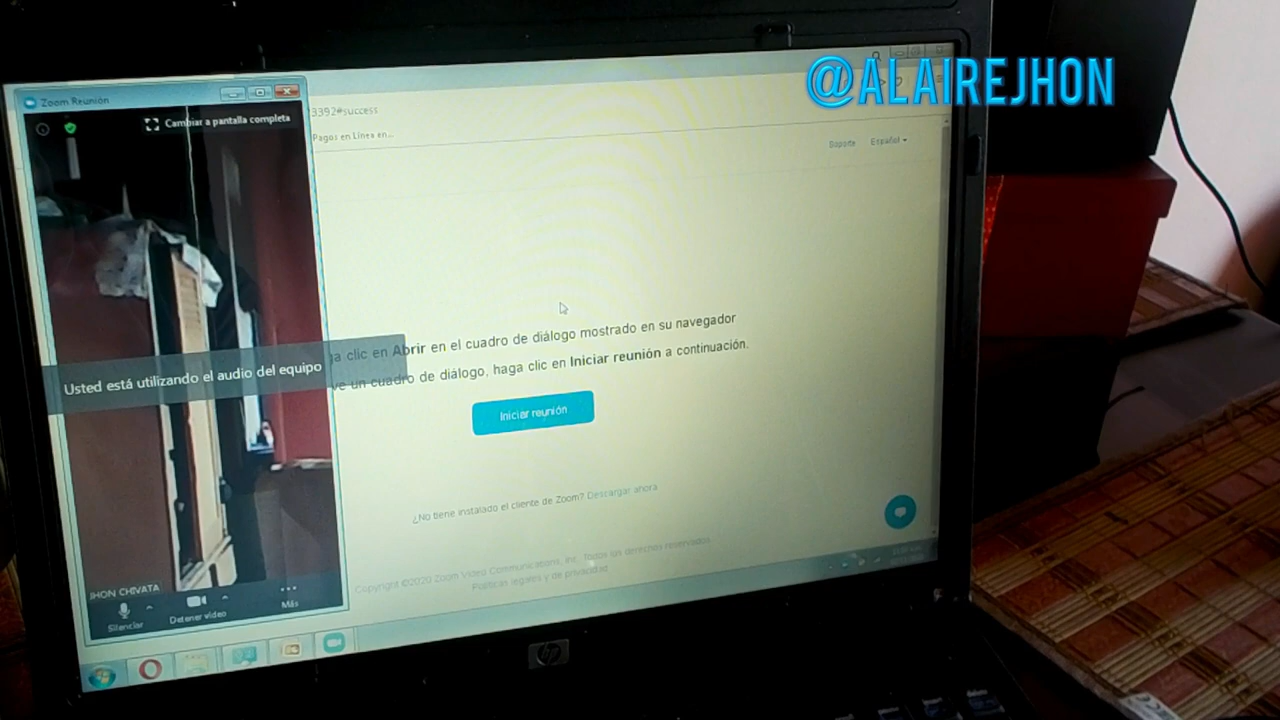 @ALAIREJHON
Zoom Reunión
Cambiar a pantalla completa
3392#success
Pagos en Línea en...
Soporte Español
ga clic en Abrir en el cuadro de diálogo mostrado en su navegador
ve un cuadro de diálogo, haga clic en Iniciar reunión a continuación.
Usted está utilizando el audio del equipo
Iniciar reunión
¿No tiene instalado el cliente de Zoom? Descargar ahora
Copyright ©2020 Zoom Video Communications, Inc. Todos los derechos reservados.
Políticas legales y de privacidad
JHON CHIVATA
Silenciar Detener video Más
hp